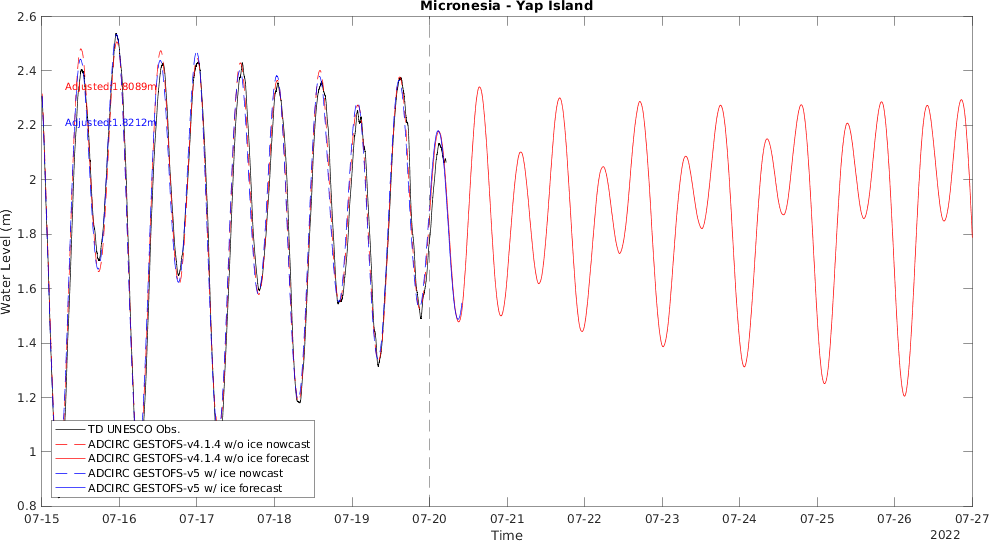 Micronesia - Yap Island
2.6
2.4
2.2
2
1.8
1.6
1.4
1.2
1
0.8
Water Level (m)
Adjusted:1.8089m
Adjusted:1.8212m
TD UNESCO Obs.
ADCIRC GESTOFS-v4.1.4 w/o ice nowcast
ADCIRC GESTOFS-v4.1.4 w/o ice forecast
ADCIRC GESTOFS-v5 w/ ice nowcast
ADCIRC GESTOFS-v5 w/ ice forecast
07-15 07-16 07-17 07-18 07-19 07-20 07-21 07-22 07-23 07-24 07-25 07-26 07-27
Time
2022